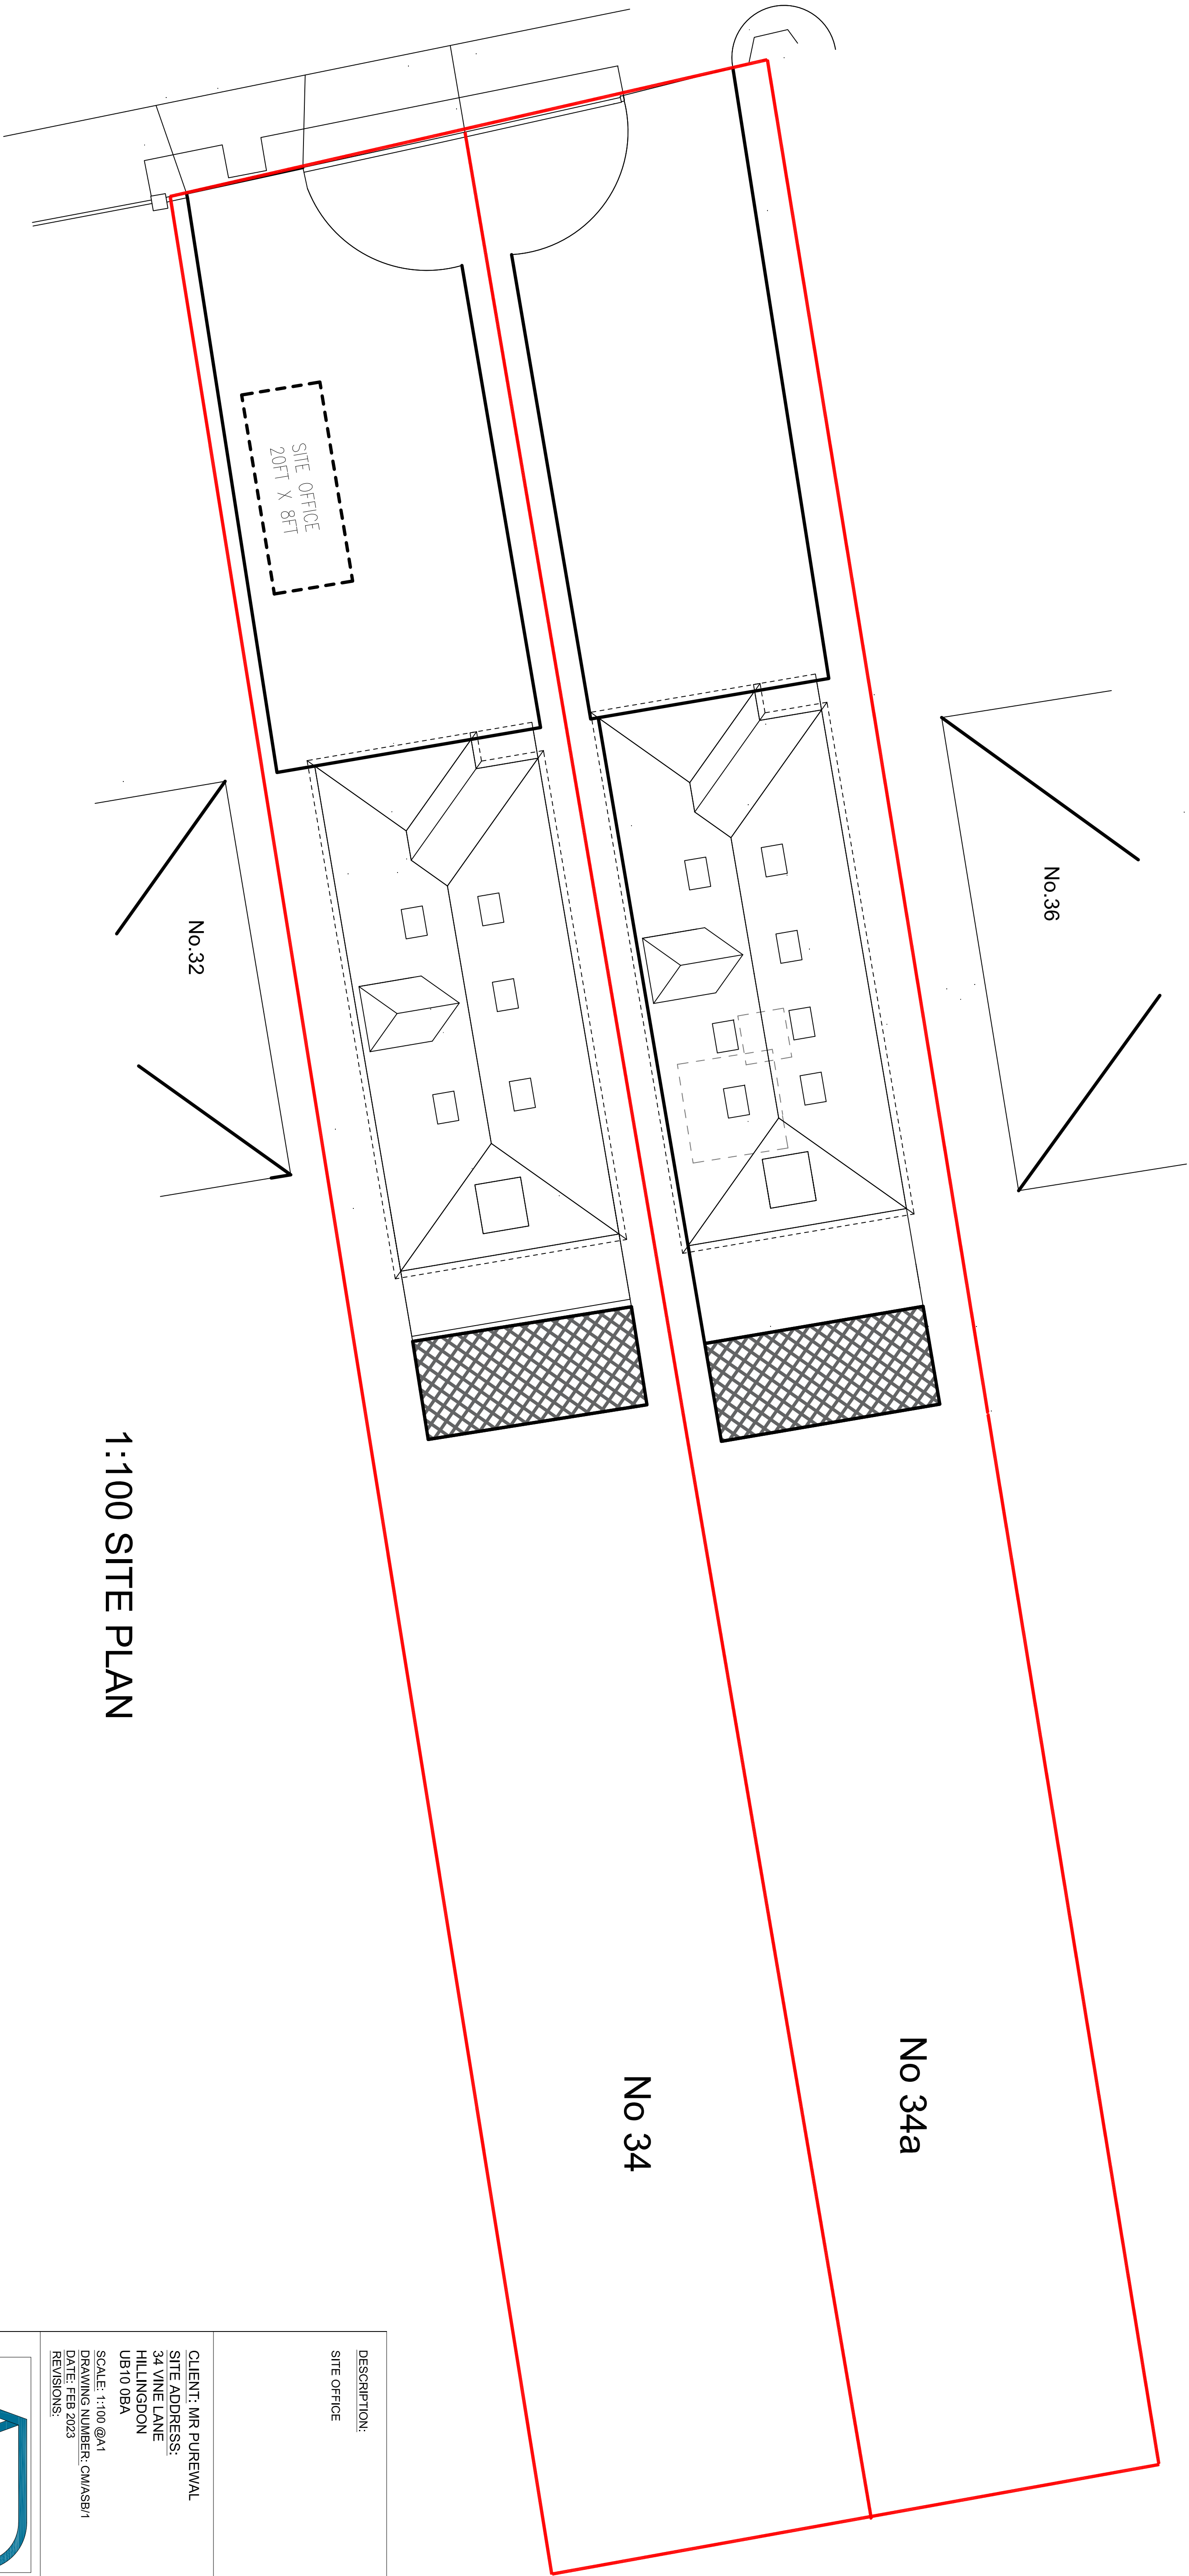 No.36
SITE OFFICE
20FT X 8FT
No.32
No 34a
No 34
1:100 SITE PLAN
DESCRIPTION:
SITE OFFICE
CLIENT: MR PUREWAL
SITE ADDRESS:
34 VINE LANE
HILLINGDON
UB10 0BA
SCALE: 1:100 @A1
DRAWING NUMBER: CM/ASB/1
DATE: FEB 2023
REVISIONS: